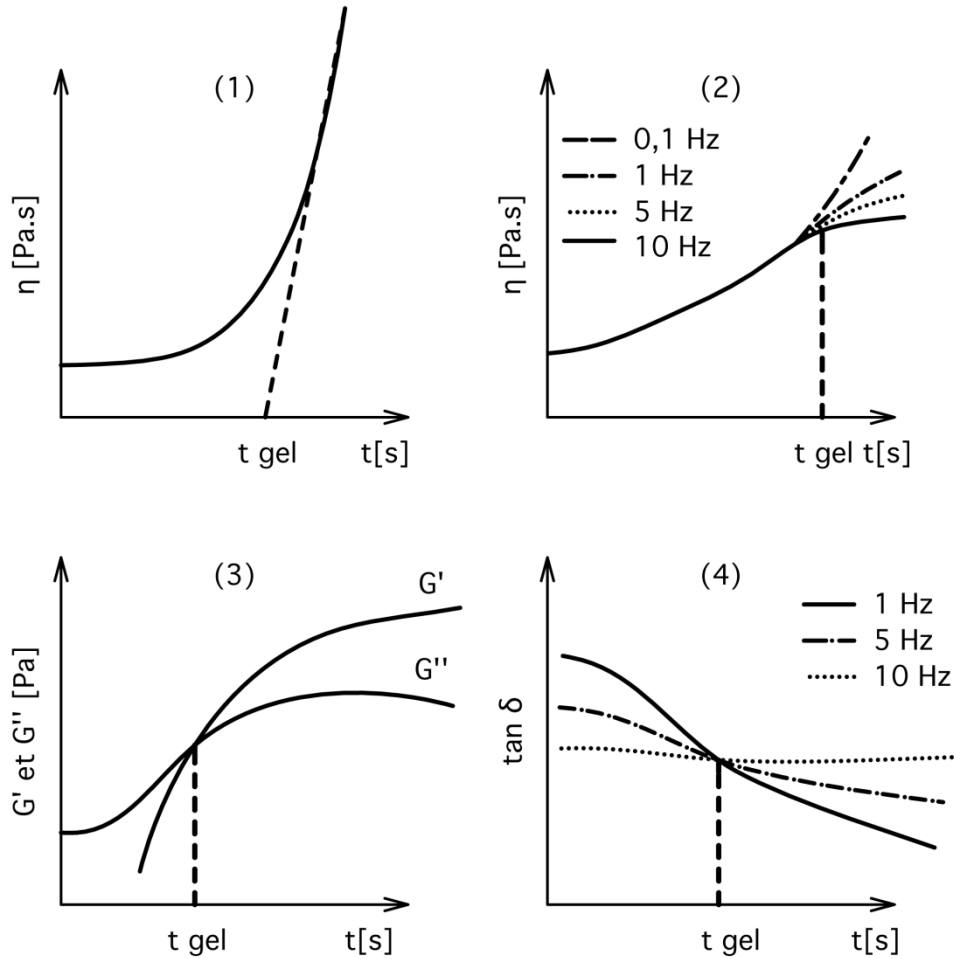 (1)
η [Pa.s]
t gel
t[s]
(2)
0,1 Hz
1 Hz
5 Hz
10 Hz
η [Pa.s]
t gel t[s]
(3)
G'
G''
G' et G'' [Pa]
t gel
t[s]
(4)
1 Hz
5 Hz
10 Hz
tan δ
t gel
t[s]